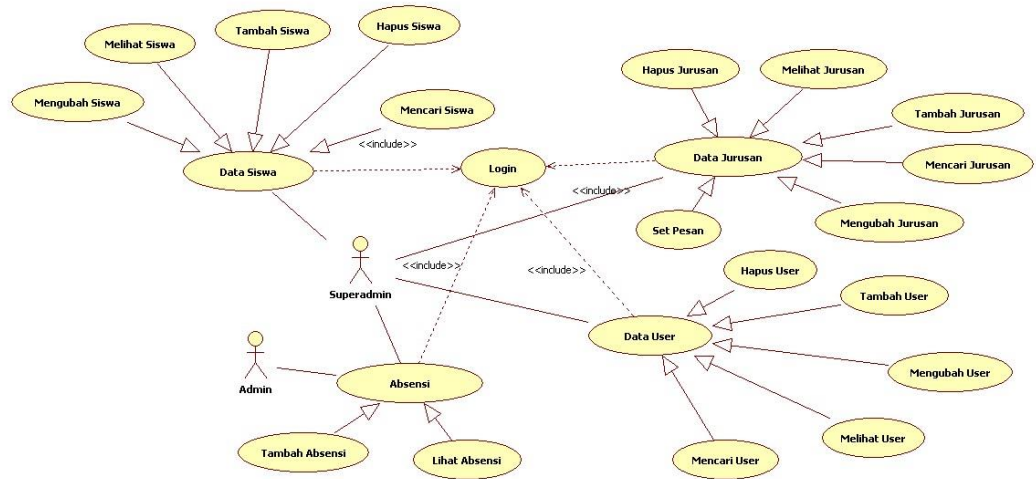 Hapus Siswa
Tambah Siswa
Melihat Siswa
Mengubah Siswa
Mencari Siswa
<<include>>
Data Siswa
Login
Hapus Jurusan
Melihat Jurusan
Tambah Jurusan
Data Jurusan
Mencari Jurusan
<<include>>
Set Pesan
Mengubah Jurusan
<<include>>
<<include>>
Superadmin
Hapus User
Tambah User
Data User
Mengubah User
Admin
Absensi
Melihat User
Tambah Absensi
Lihat Absensi
Mencari User